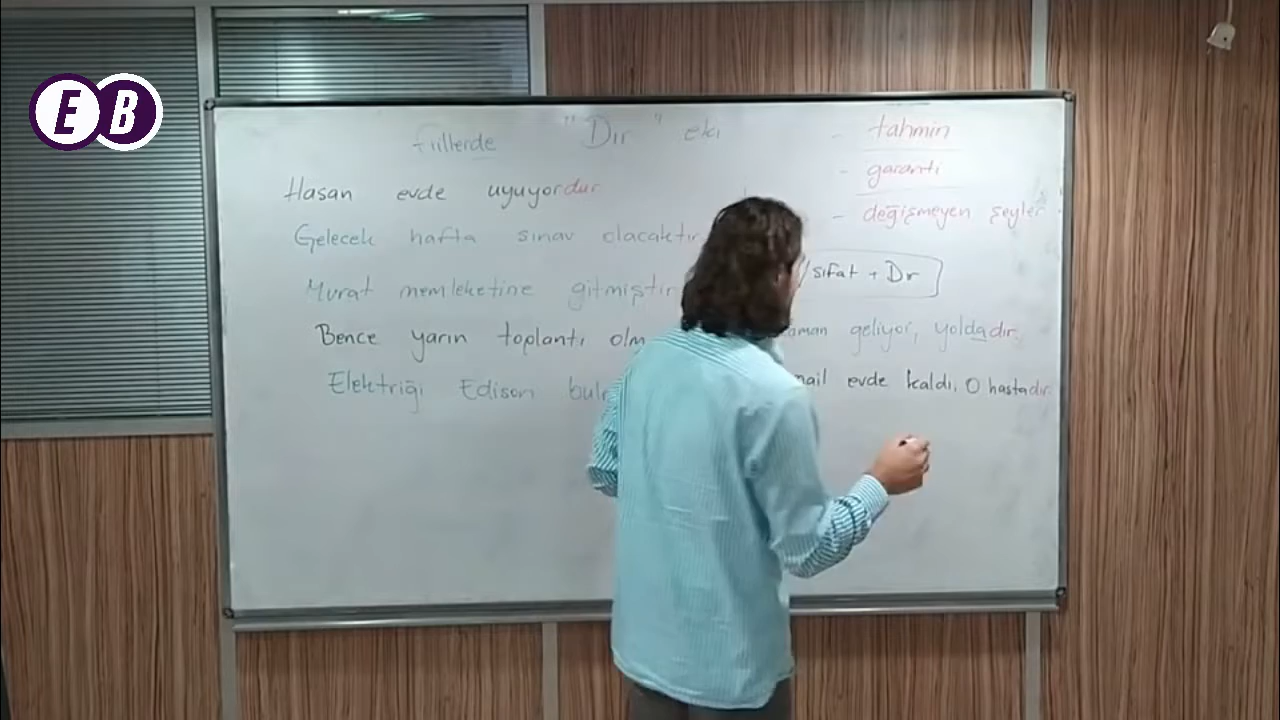 EB
fiillerde "Dır" eki
Hasan evde uyuyordur
Gelecek hafta sınav olacaktır
Murat memleketine gitmiştir
Bence yarın toplantı
Elektriği Edison
- tahmin
- garanti
- değişmeyen şeyler
sıfat + Dır
geliyor, yoldadır.
evde kaldı. O hastadır.